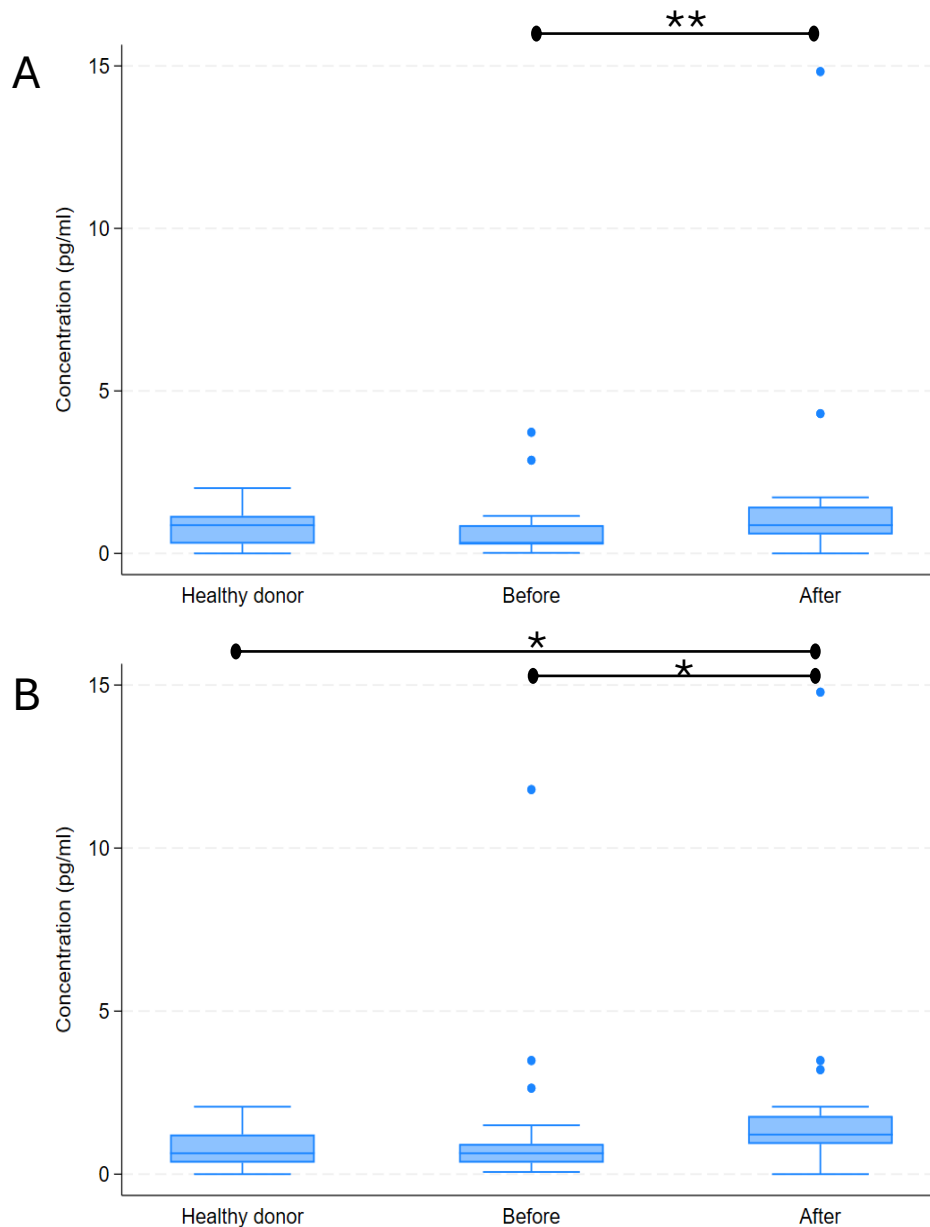 **
A
15
10
5
0
Concentration (pg/ml)
Healthy donor Before After
*
*
B
15
10
5
0
Concentration (pg/ml)
Healthy donor Before After